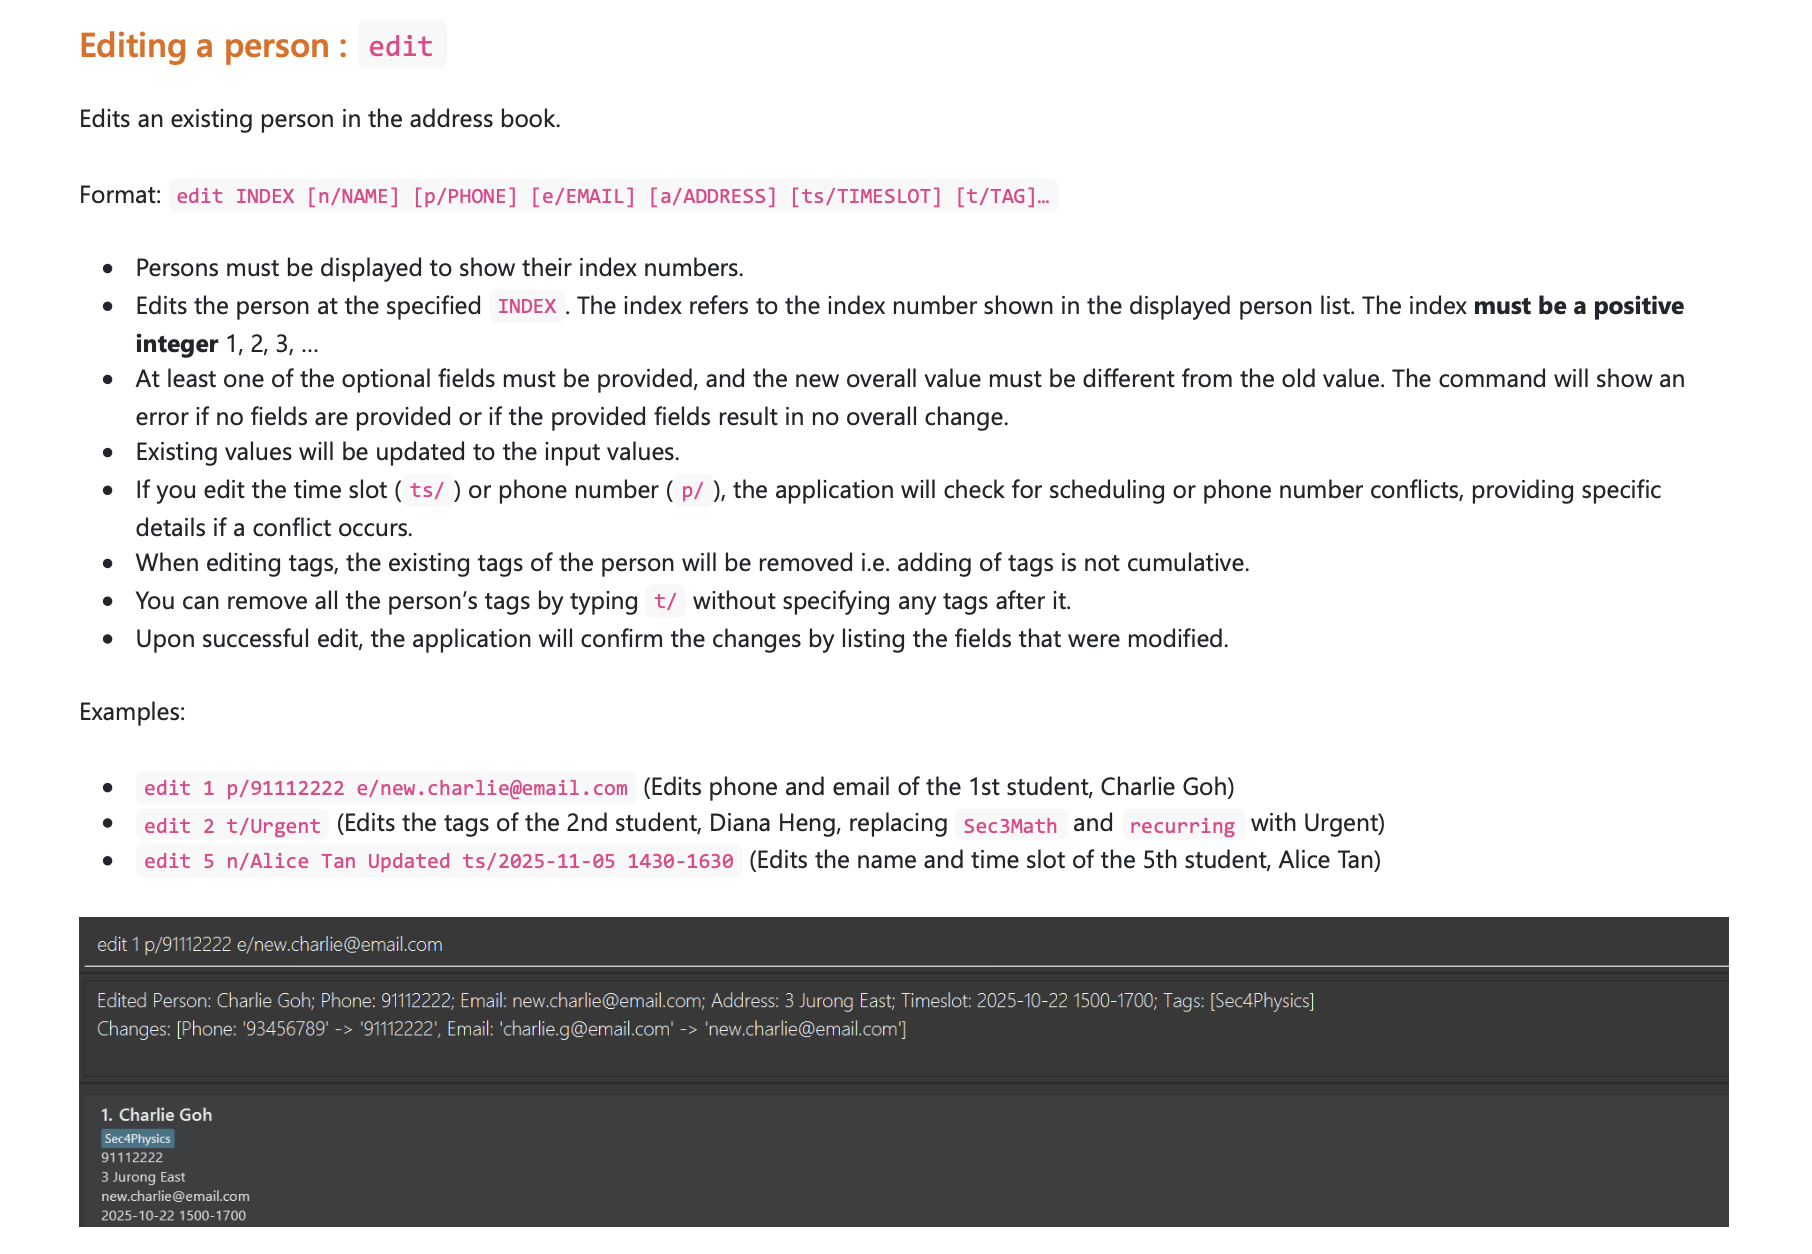 Editing a person : edit
Edits an existing person in the address book.
Format: edit INDEX [n/NAME] [p/PHONE] [e/EMAIL] [a/ADDRESS] [ts/TIMESLOT] [t/TAG]…
• Persons must be displayed to show their index numbers.
• Edits the person at the specified INDEX. The index refers to the index number shown in the displayed person list. The index must be a positive
integer 1, 2, 3, …
• At least one of the optional fields must be provided, and the new overall value must be different from the old value. The command will show an
error if no fields are provided or if the provided fields result in no overall change.
• Existing values will be updated to the input values.
• If you edit the time slot ( ts/ ) or phone number ( p/ ), the application will check for scheduling or phone number conflicts, providing specific
details if a conflict occurs.
• When editing tags, the existing tags of the person will be removed i.e. adding of tags is not cumulative.
• You can remove all the person’s tags by typing t/ without specifying any tags after it.
• Upon successful edit, the application will confirm the changes by listing the fields that were modified.
Examples:
• edit 1 p/91112222 e/new.charlie@email.com (Edits phone and email of the 1st student, Charlie Goh)
• edit 2 t/Urgent (Edits the tags of the 2nd student, Diana Heng, replacing Sec3Math and recurring with Urgent)
• edit 5 n/Alice Tan Updated ts/2025-11-05 1430-1630 (Edits the name and time slot of the 5th student, Alice Tan)
edit 1 p/91112222 e/new.charlie@email.com
Edited Person: Charlie Goh; Phone: 91112222; Email: new.charlie@email.com; Address: 3 Jurong East; Timeslot: 2025-10-22 1500-1700; Tags: [Sec4Physics]
Changes: [Phone: '93456789' -> '91112222', Email: 'charlie.g@email.com' -> 'new.charlie@email.com']
1. Charlie Goh
Sec4Physics
91112222
3 Jurong East
new.charlie@email.com
2025-10-22 1500-1700